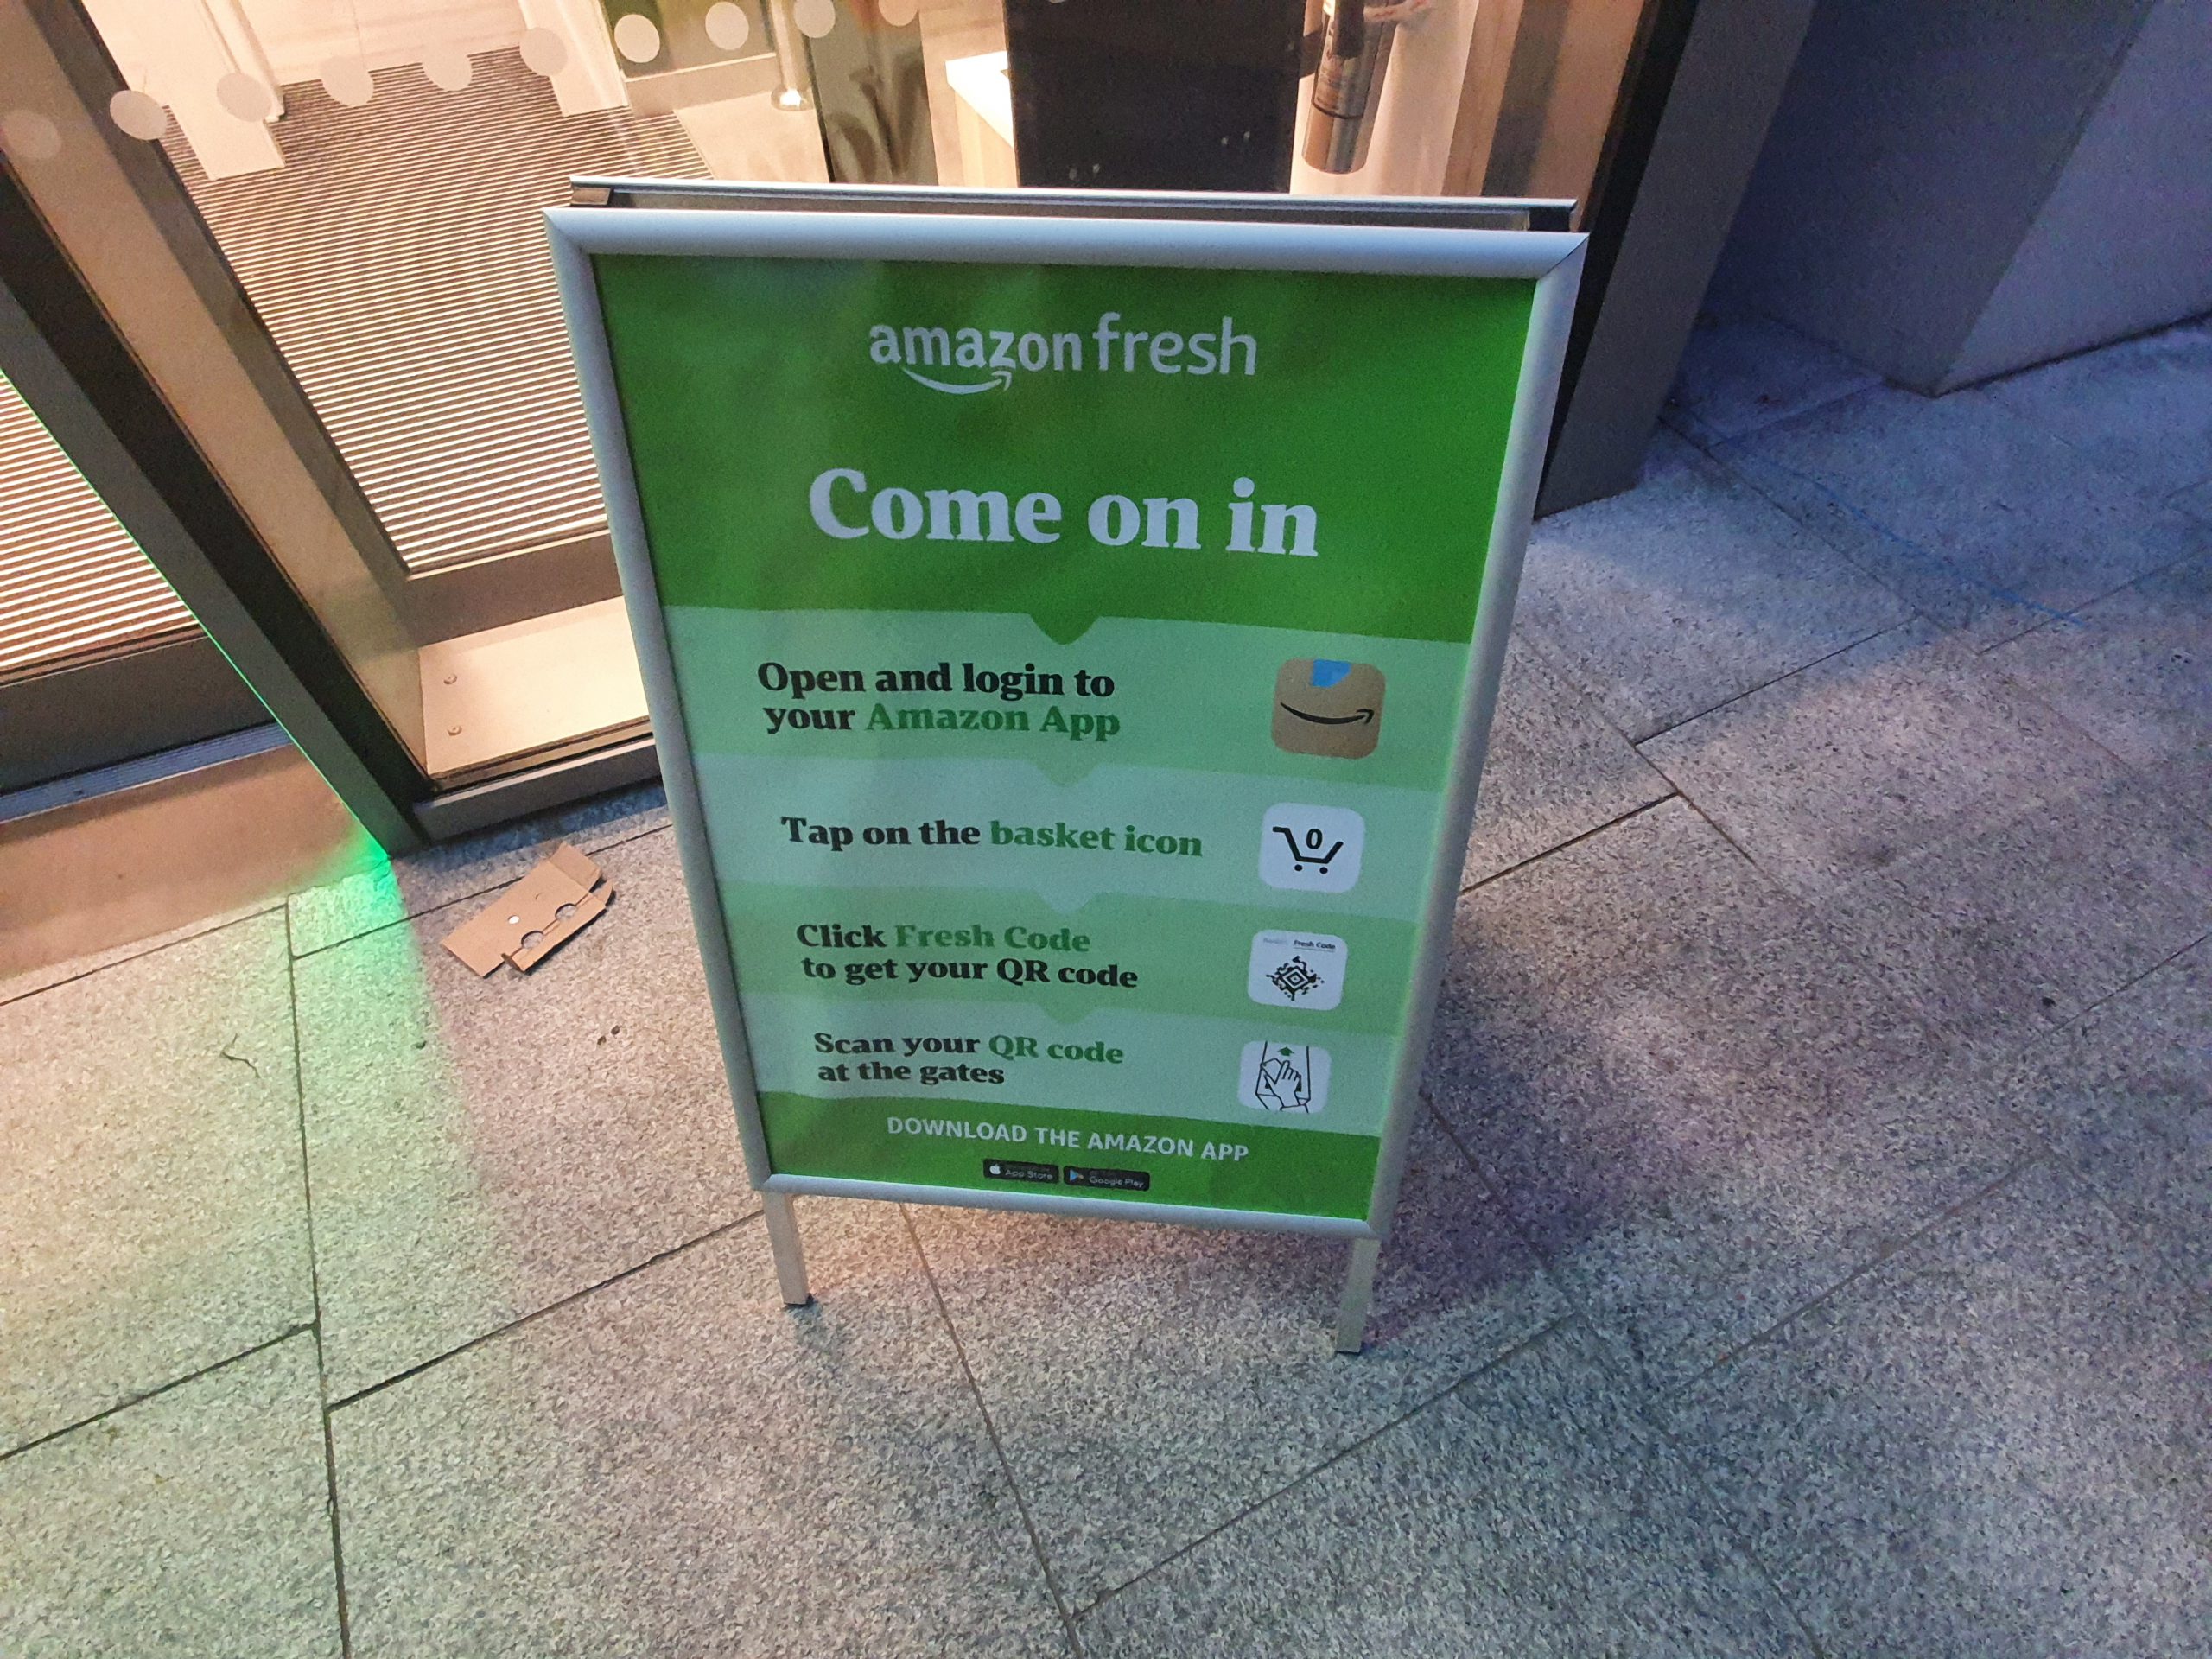 amazon fresh
Come on in
Open and login to
your Amazon App
Tap on the basket icon
0
Click Fresh Code
to get your QR code
Fresh Code
Scan your QR code
at the gates
DOWNLOAD THE AMAZON APP
App Store
Google Play